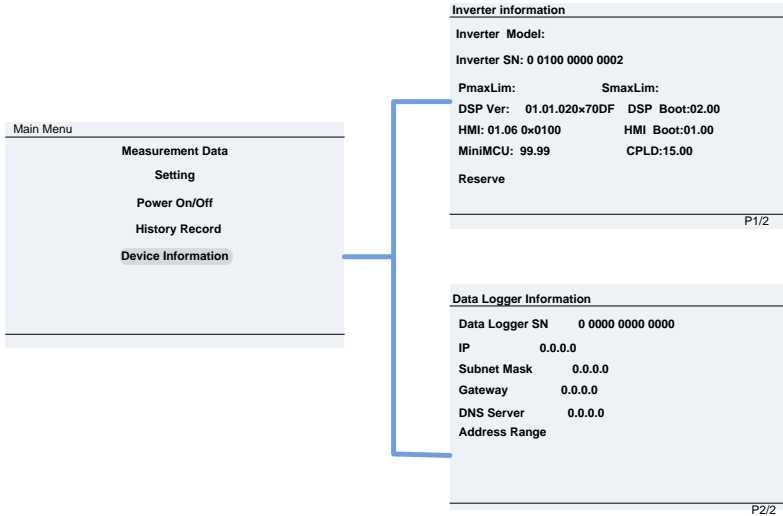 Main Menu
Measurement Data
Setting
Power On/Off
History Record
Device Information
Inverter information
Inverter Model:
Inverter SN: 0 0100 0000 0002
PmaxLim: SmaxLim:
DSP Ver: 01.01.020×70DF DSP Boot:02.00
HMI: 01.06 0×0100 HMI Boot:01.00
MiniMCU: 99.99 CPLD:15.00
Reserve
P1/2
Data Logger Information
Data Logger SN 0 0000 0000 0000
IP 0.0.0.0
Subnet Mask 0.0.0.0
Gateway 0.0.0.0
DNS Server 0.0.0.0
Address Range
P2/2